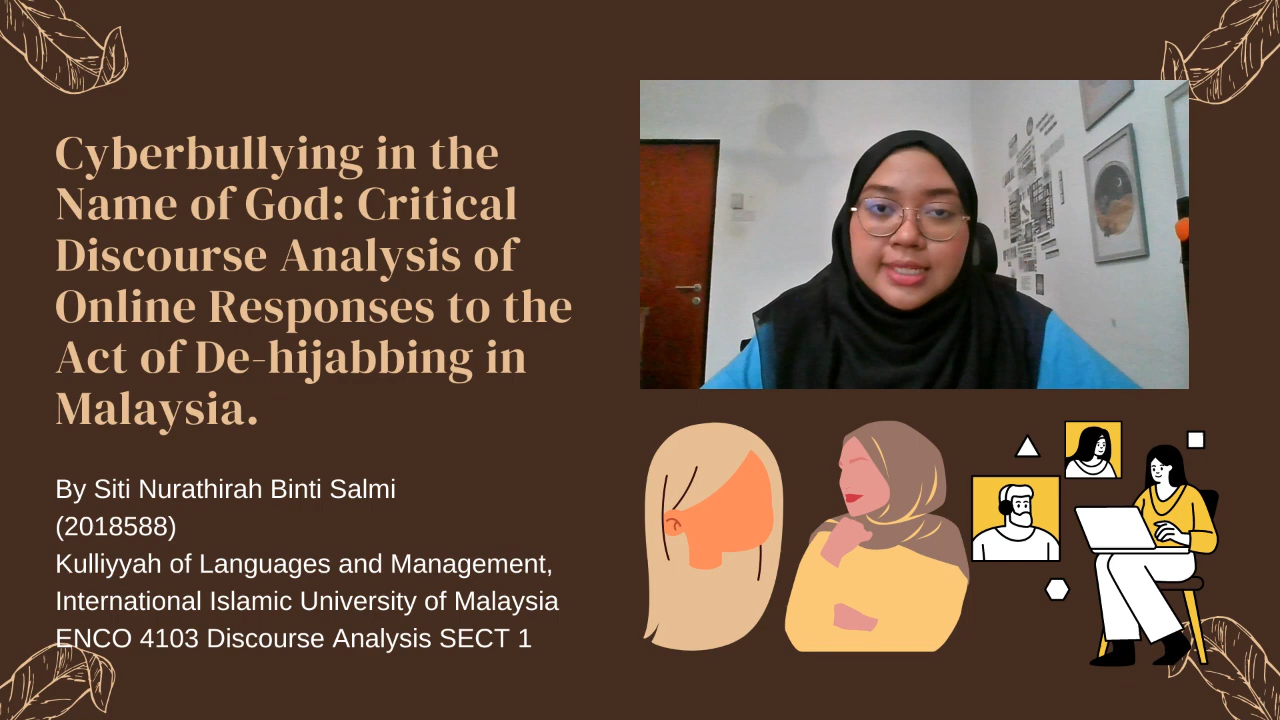 Cyberbullying in the
Name of God: Critical
Discourse Analysis of
Online Responses to the
Act of De-hijabbing in
Malaysia.
By Siti Nurathirah Binti Salmi
(2018588)
Kulliyyah of Languages and Management,
International Islamic University of Malaysia
ENCO 4103 Discourse Analysis SECT 1